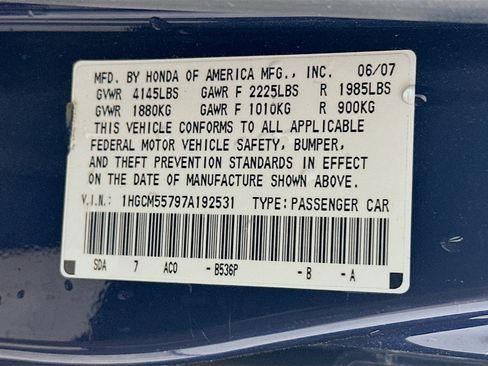 MFD. BY HONDA OF AMERICA MFG., INC. 06/07
GVWR 4145LBS GAWR F 2225LBS R 1985LBS
GVWR 1880KG GAWR F 1010KG R 900KG
THIS VEHICLE CONFORMS TO ALL APPLICABLE
FEDERAL MOTOR VEHICLE SAFETY, BUMPER,
AND THEFT PREVENTION STANDARDS IN EFFECT
ON THE DATE OF MANUFACTURE SHOWN ABOVE.
V.I.N.: 1HGCM55797A192531 TYPE:PASSENGER CAR
SDA 7 AC0 - B536P - B - A